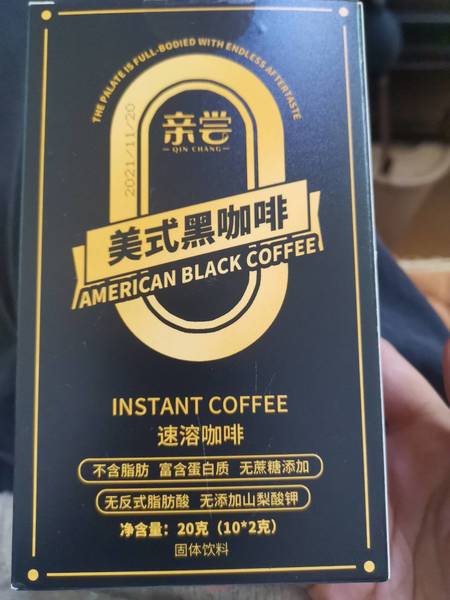 THE PALATE IS FULL-BODIED WITH ENDLESS AFTERTASTE
2021/11/20
亲尝
QIN CHANG
美式黑咖啡
AMERICAN BLACK COFFEE
INSTANT COFFEE
速溶咖啡
不含脂肪 富含蛋白质 无蔗糖添加
无反式脂肪酸 无添加山梨酸钾
净含量：20克（10*2克）
固体饮料